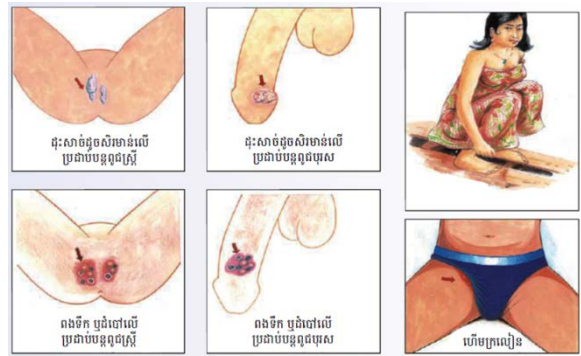 ដុះសាច់ដូចសិរមាន់លើ
ប្រដាប់បន្តពូជស្ត្រី
ដុះសាច់ដូចសិរមាន់លើ
ប្រដាប់បន្តពូជបុរស
ពងទឹក ឬដំបៅលើ
ប្រដាប់បន្តពូជស្ត្រី
ពងទឹក ឬដំបៅលើ
ប្រដាប់បន្តពូជបុរស
ហើមក្រលៀន